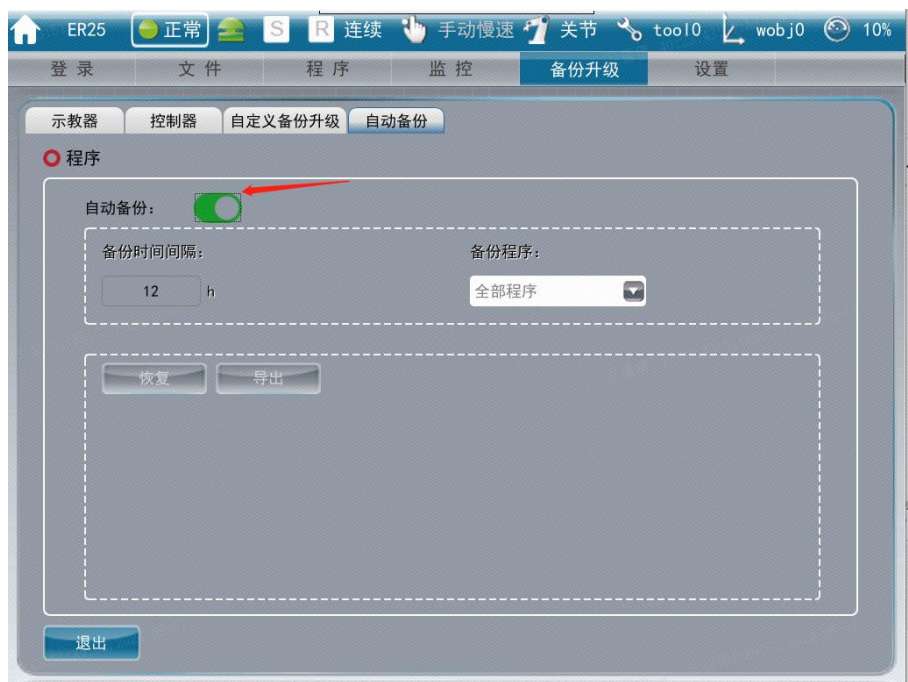 ER25 正常 S R 连续 手动慢速 关节 tool0 wobj0 10%
登录 文件 程序 监控 备份升级 设置
示教器 控制器 自定义备份升级 自动备份
程序
自动备份：
备份时间间隔： 备份程序：
12 h 全部程序
恢复 导出
退出